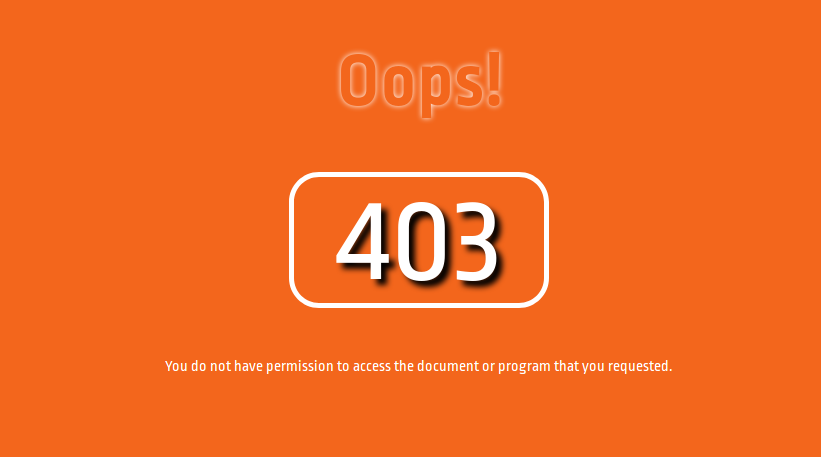 Oops!
403
You do not have permission to access the document or program that you requested.